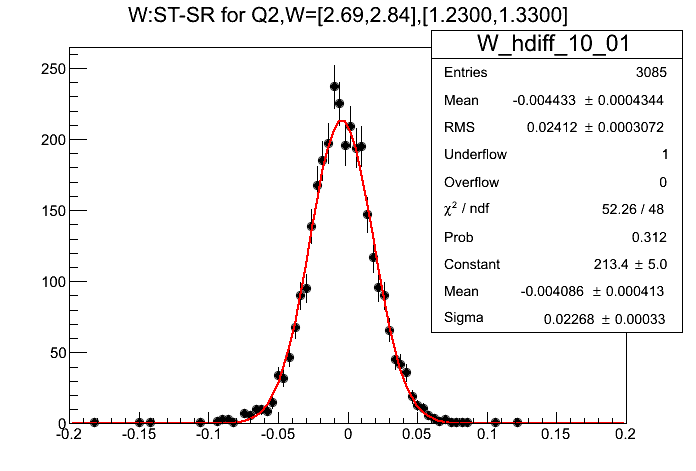 W:ST-SR for Q2,W=[2.69,2.84],[1.2300,1.3300]
W_hdiff_10_01
Entries 3085
Mean -0.004433 ± 0.0004344
RMS 0.02412 ± 0.0003072
Underflow 1
Overflow 0
χ² / ndf 52.26 / 48
Prob 0.312
Constant 213.4 ± 5.0
Mean -0.004086 ± 0.000413
Sigma 0.02268 ± 0.00033
250
200
150
100
50
0
-0.2 -0.15 -0.1 -0.05 0 0.05 0.1 0.15 0.2